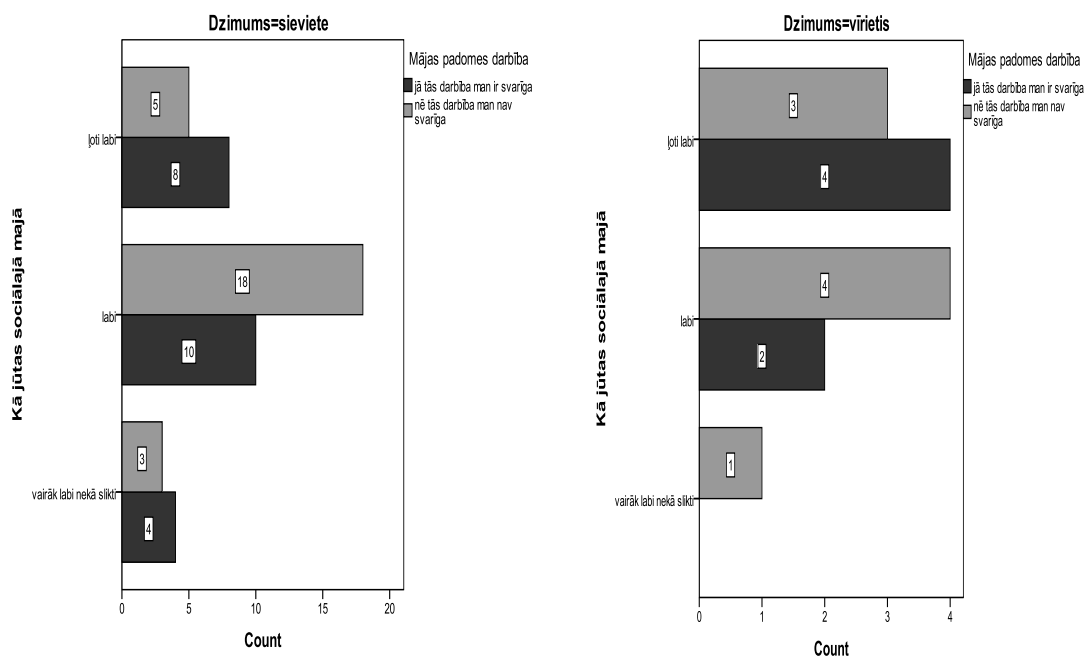 Dzimums=sieviete
Mājas padomes darbība
jā tās darbība man ir svarīga
nē tās darbība man nav
svarīga
Kā jūtas sociālajā majā
ļoti labi
5
8
labi
18
10
vairāk labi nekā slikti
3
4
0 5 10 15 20
Count
Dzimums=vīrietis
Mājas padomes darbība
jā tās darbība man ir svarīga
nē tās darbība man nav
svarīga
Kā jūtas sociālajā majā
ļoti labi
3
4
labi
4
2
vairāk labi nekā slikti
1
0 1 2 3 4
Count